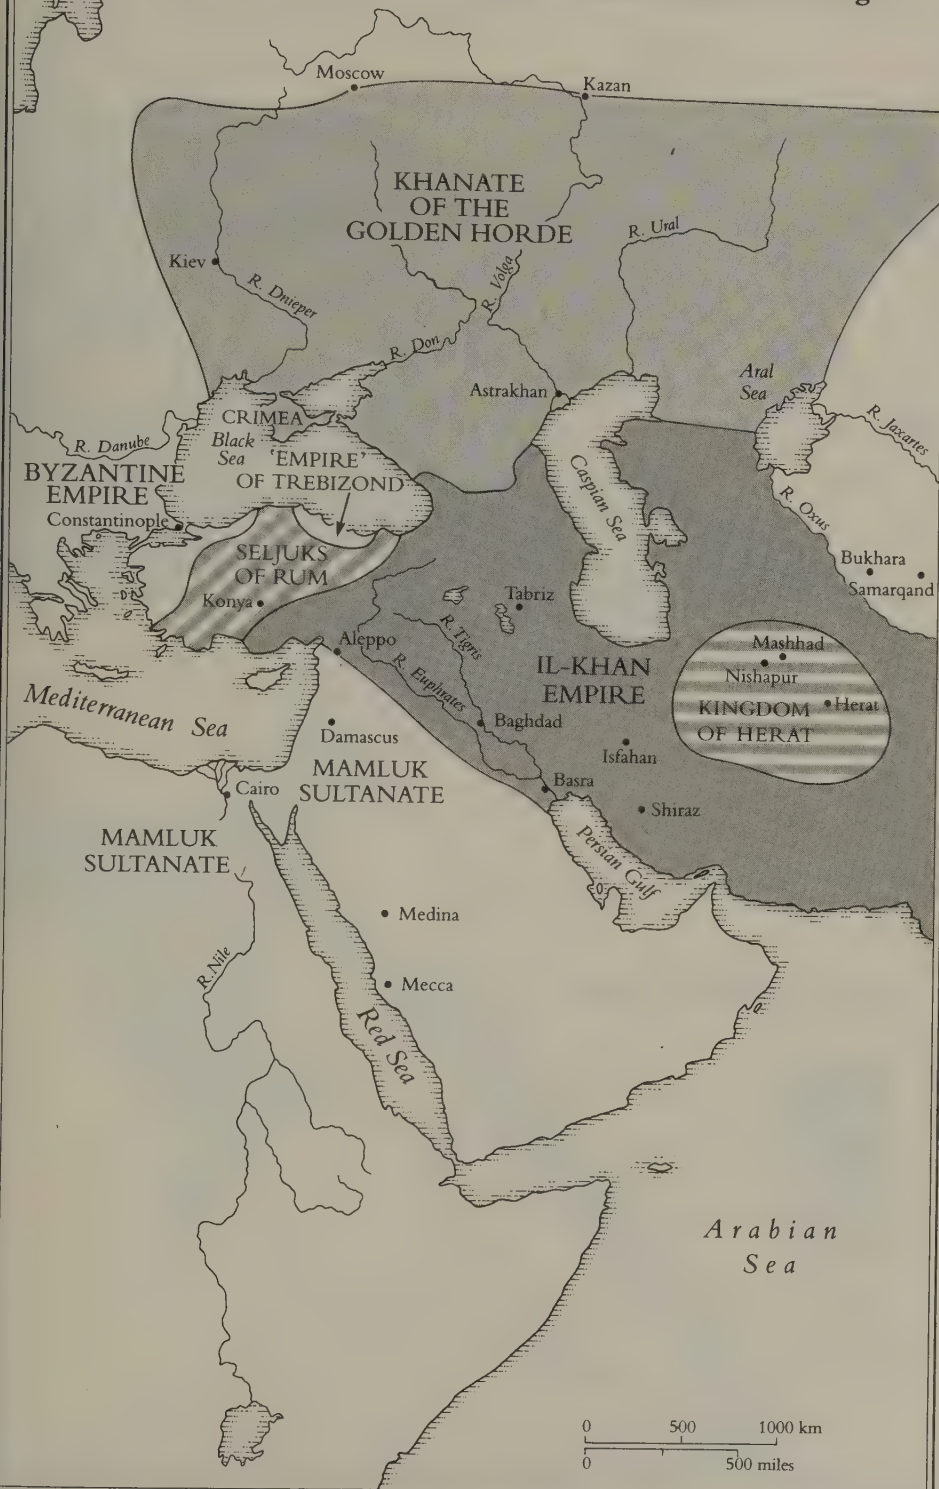 Moscow
Kazan
KHANATE
OF THE
GOLDEN HORDE
R. Ural
Kiev
R. Dnieper
R. Volga
R. Don
Astrakhan
Aral
Sea
R. Jaxartes
CRIMEA
R. Danube
Black
Sea
'EMPIRE'
OF TREBIZOND
BYZANTINE
EMPIRE
Constantinople
Caspian Sea
R. Oxus
Bukhara
Samarqand
SELJUKS
OF RUM
Konya
Tabriz
Aleppo
R. Tigris
R. Euphrates
IL-KHAN
EMPIRE
Mashhad
Nishapur
KINGDOM
OF HERAT
Herat
Mediterranean Sea
Baghdad
Damascus
Isfahan
MAMLUK
SULTANATE
Basra
Cairo
Shiraz
MAMLUK
SULTANATE
Persian Gulf
Medina
R. Nile
Mecca
Red Sea
Arabian
Sea
0 500 1000 km
0 500 miles